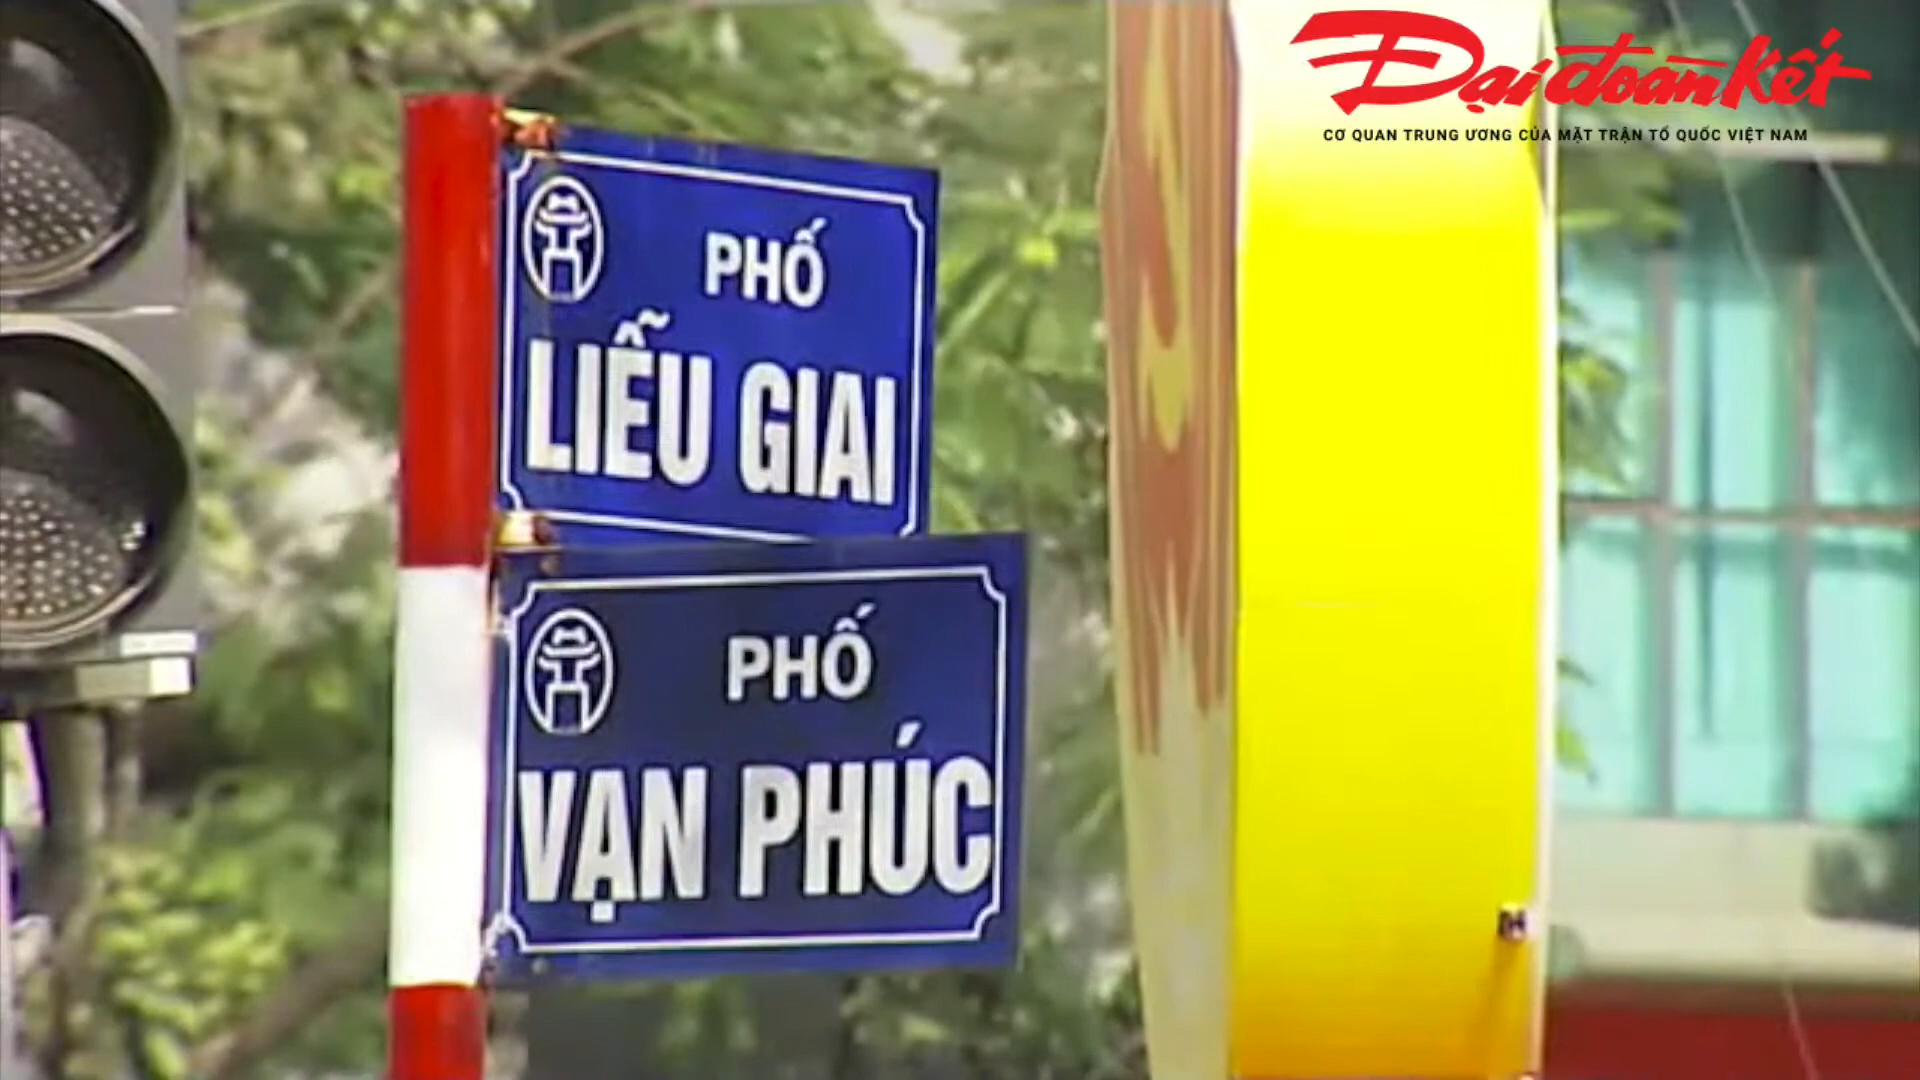 Đại đoàn kết
CƠ QUAN TRUNG ƯƠNG CỦA MẶT TRẬN TỔ QUỐC VIỆT NAM
PHỐ
LIỄU GIAI
PHỐ
VẠN PHÚC